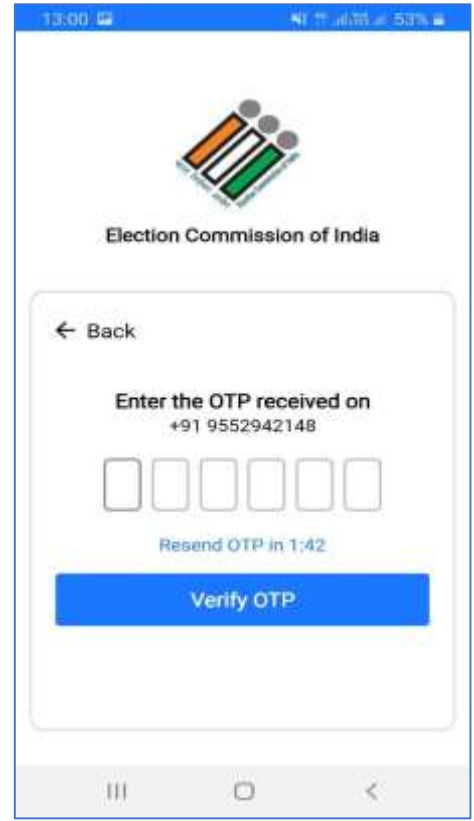 13:00 53%
Election Commission of India
← Back
Enter the OTP received on
+91 9552942148
Resend OTP in 1:42
Verify OTP